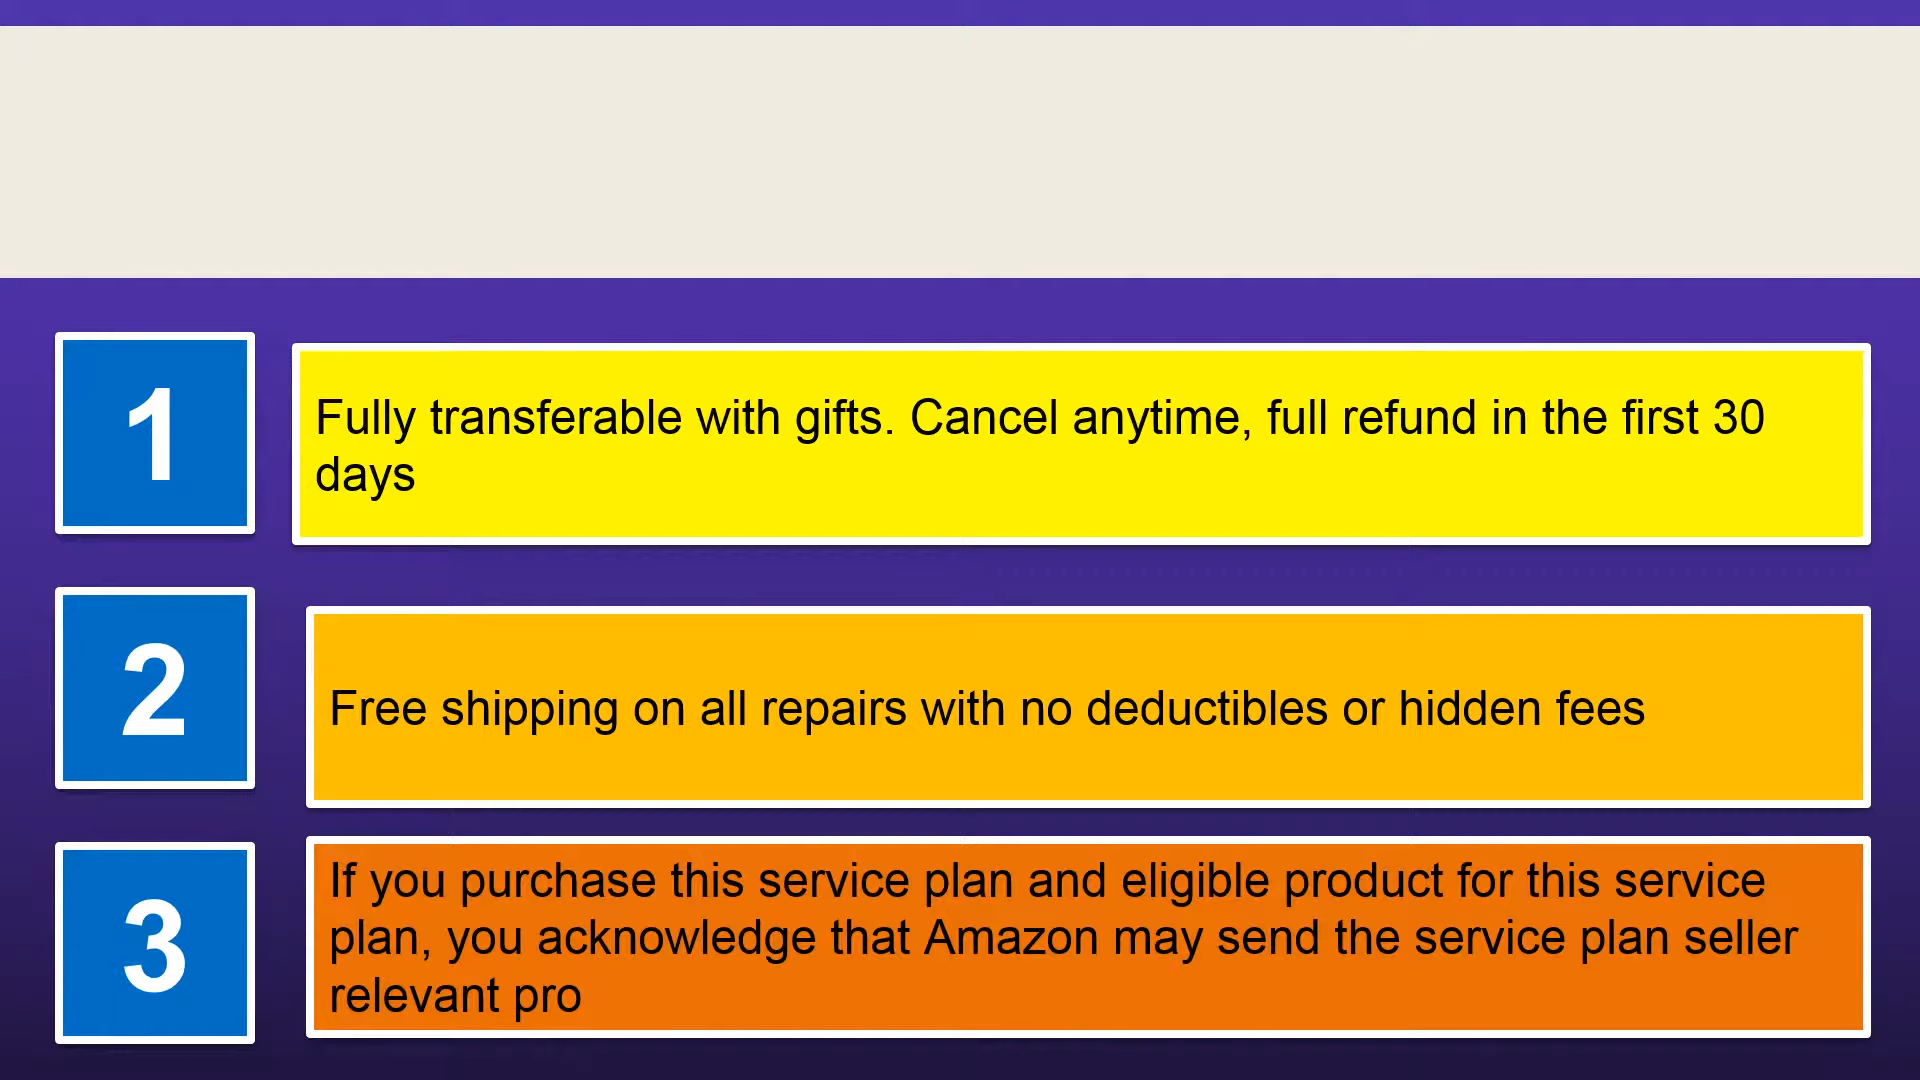 1
Fully transferable with gifts. Cancel anytime, full refund in the first 30
days
2
Free shipping on all repairs with no deductibles or hidden fees
3
If you purchase this service plan and eligible product for this service
plan, you acknowledge that Amazon may send the service plan seller
relevant pro